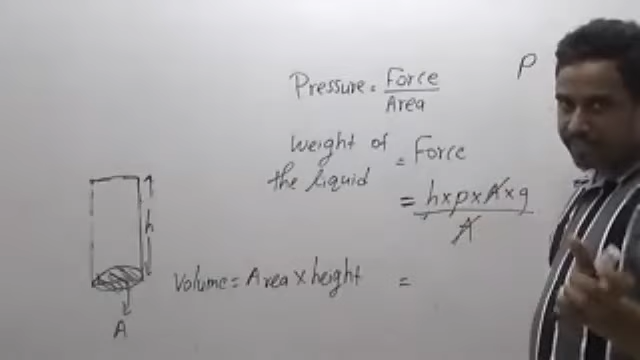 P
Pressure = Force / Area
Weight of the liquid = Force
= h×ρ×A×g / A
h
Volume = Area × height =
A